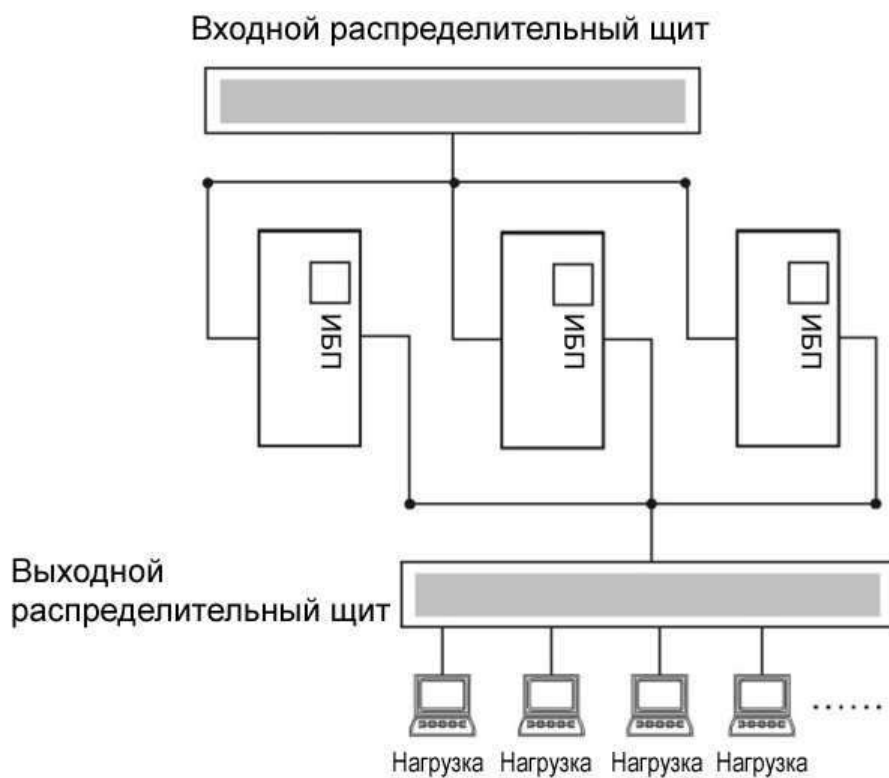 Входной распределительный щит
ИБП
ИБП
ИБП
Выходной
распределительный щит
Нагрузка Нагрузка Нагрузка Нагрузка